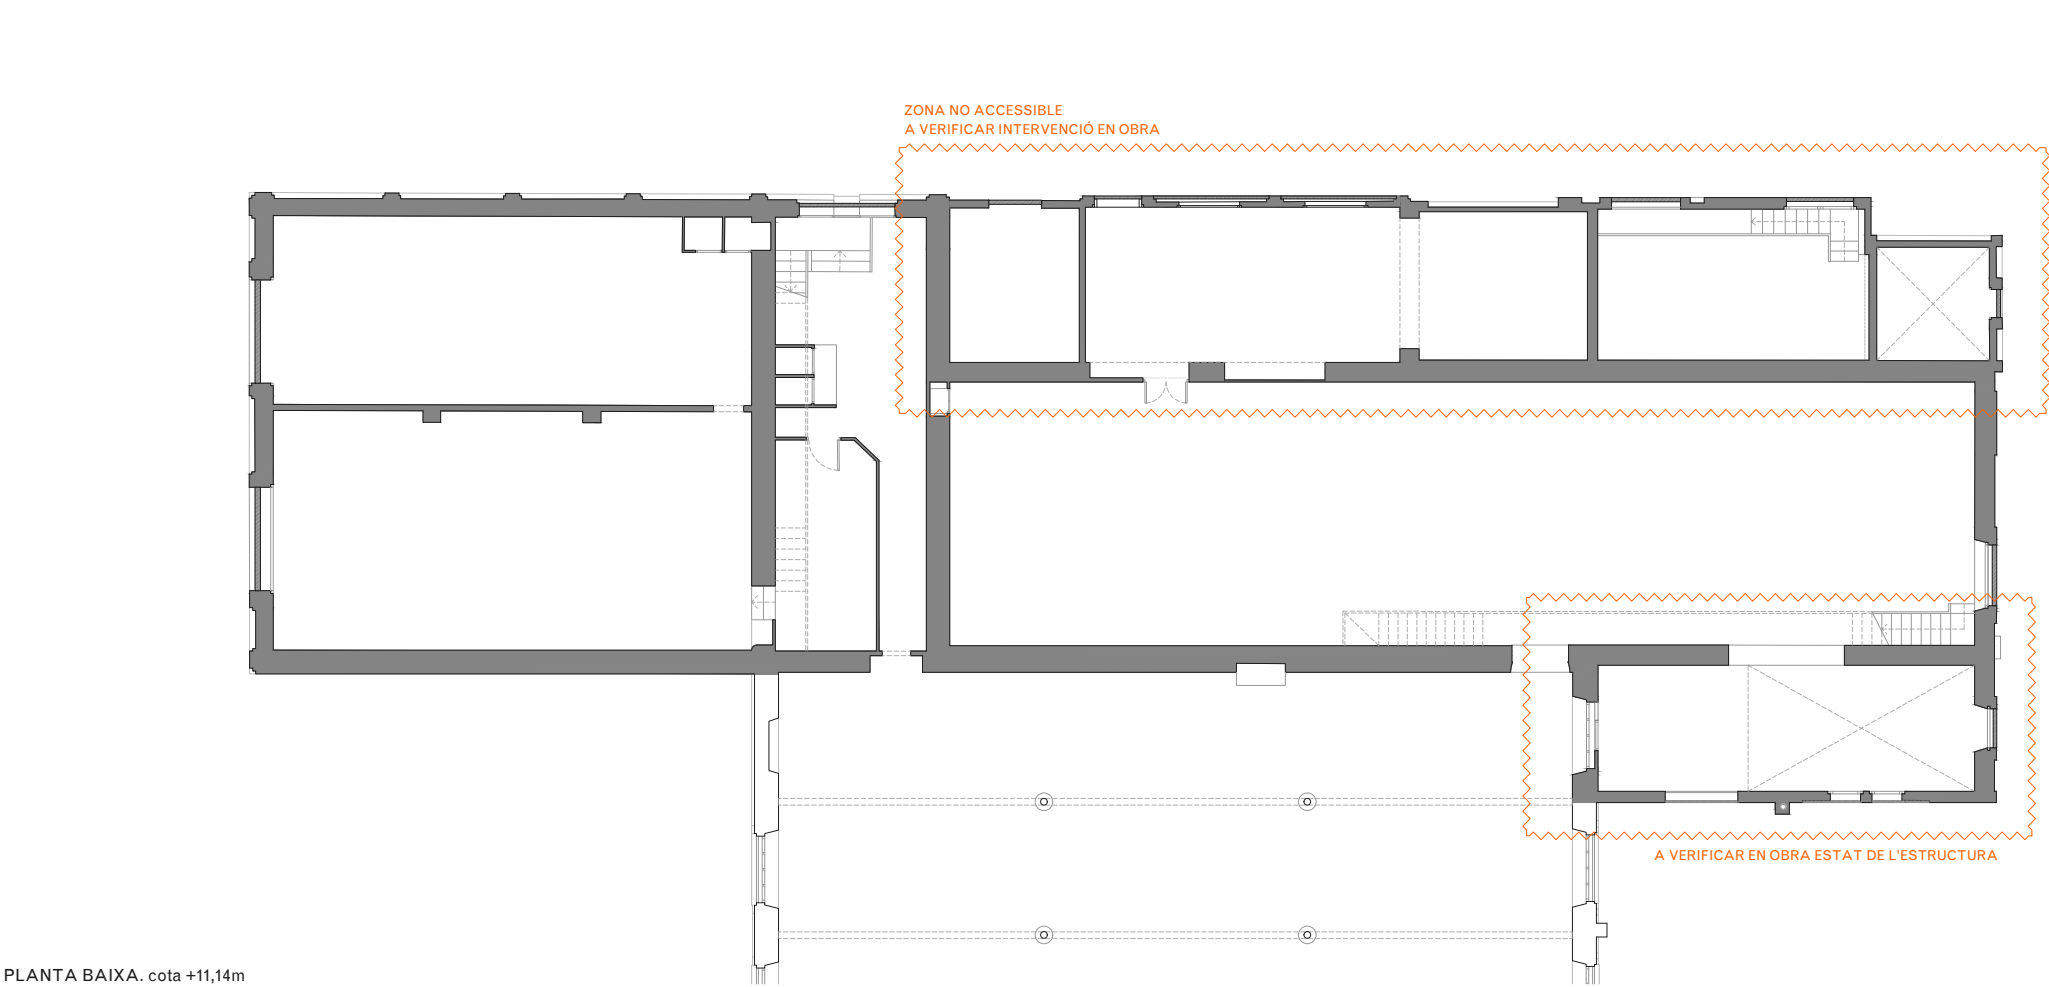 ZONA NO ACCESSIBLE
A VERIFICAR INTERVENCIÓ EN OBRA
A VERIFICAR EN OBRA ESTAT DE L'ESTRUCTURA
PLANTA BAIXA. cota +11,14m